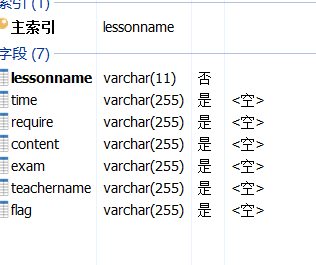 索引 (1)
主索引 lessonname
字段 (7)
lessonname varchar(11) 否
time varchar(255) 是 <空>
require varchar(255) 是 <空>
content varchar(255) 是 <空>
exam varchar(255) 是 <空>
teachername varchar(255) 是 <空>
flag varchar(255) 是 <空>